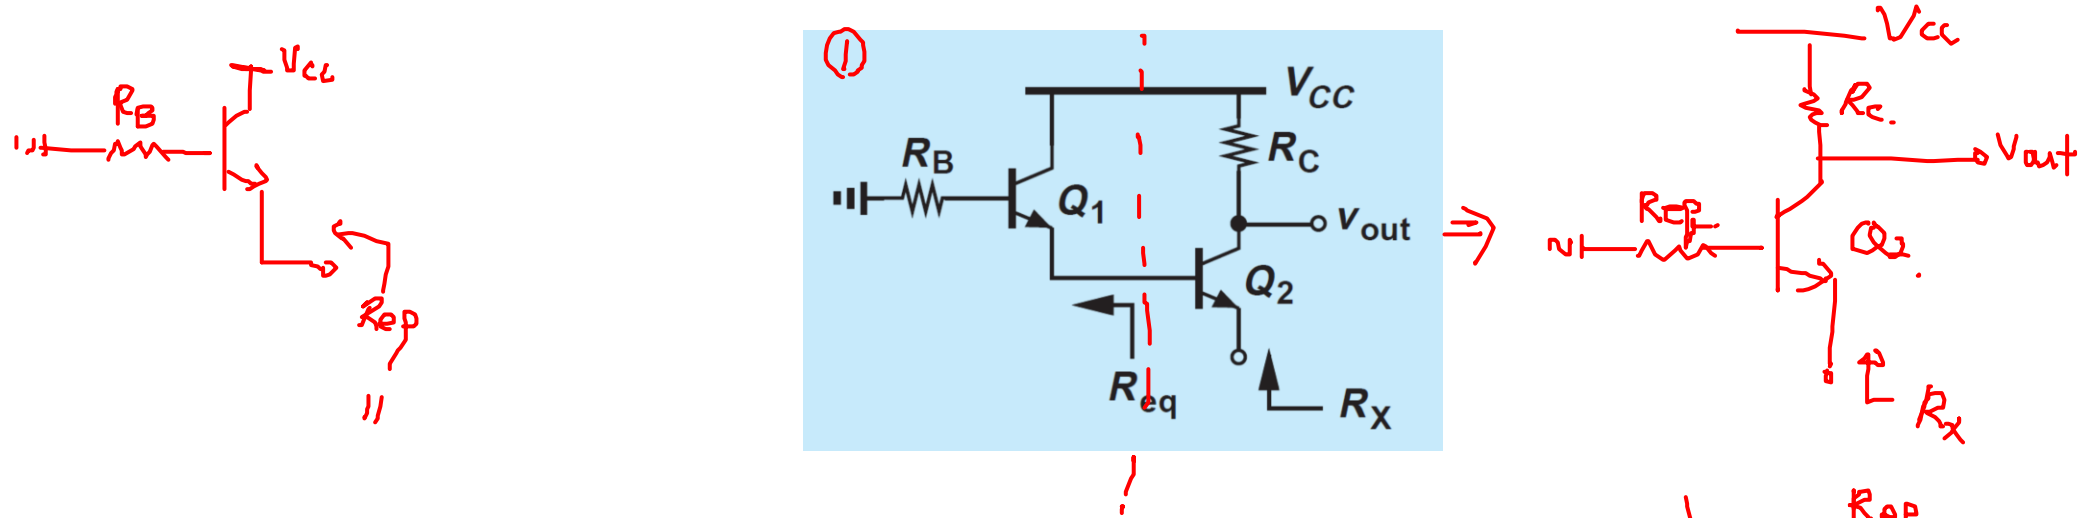 Vcc
RB
Req
①
VCC
RB
RC
Q1
vout
Q2
Req
RX
Vcc
Rc.
Vout
Req
Q2
Rx
Req